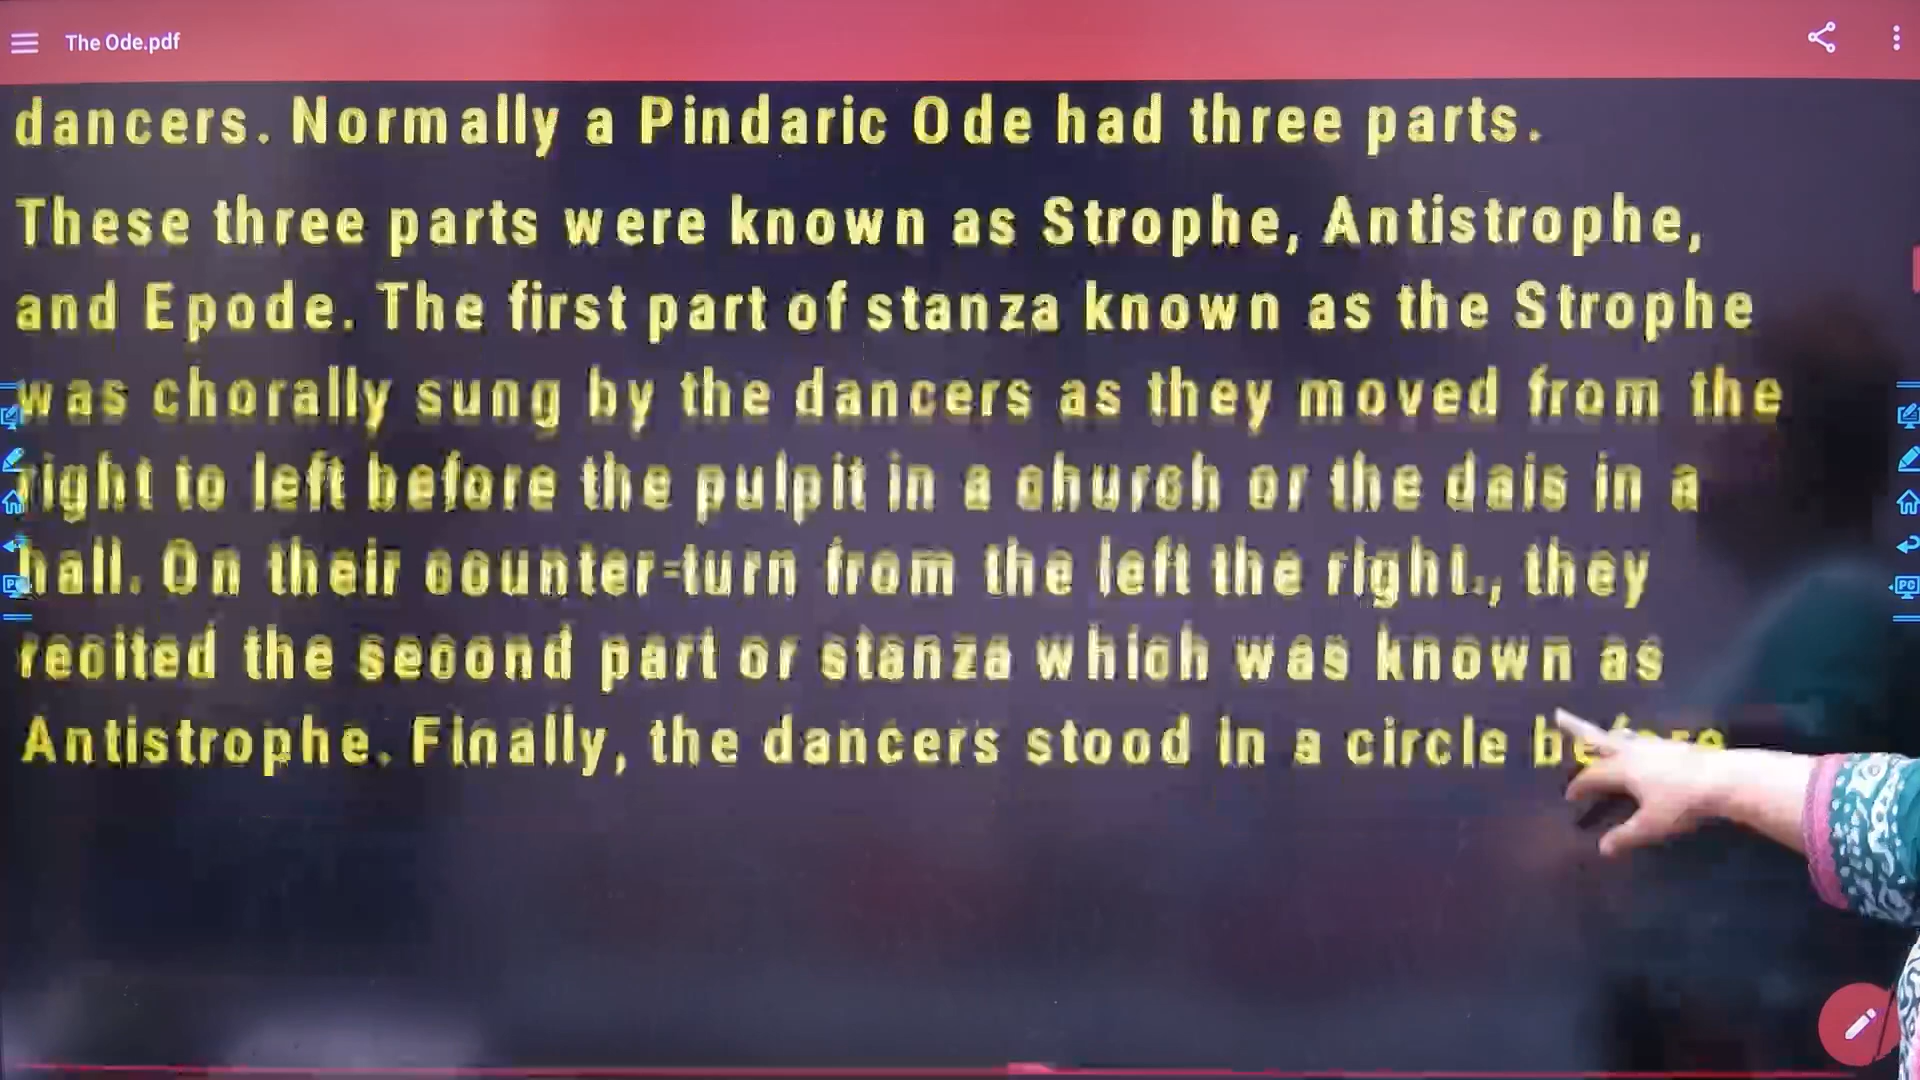 The Ode.pdf
dancers. Normally a Pindaric Ode had three parts.
These three parts were known as Strophe, Antistrophe,
and Epode. The first part of stanza known as the Strophe
was chorally sung by the dancers as they moved from the
right to left before the pulpit in a church or the dais in a
hall. On their counter-turn from the left the right., they
recited the second part or stanza which was known as
Antistrophe. Finally, the dancers stood in a circle before
PC
PC